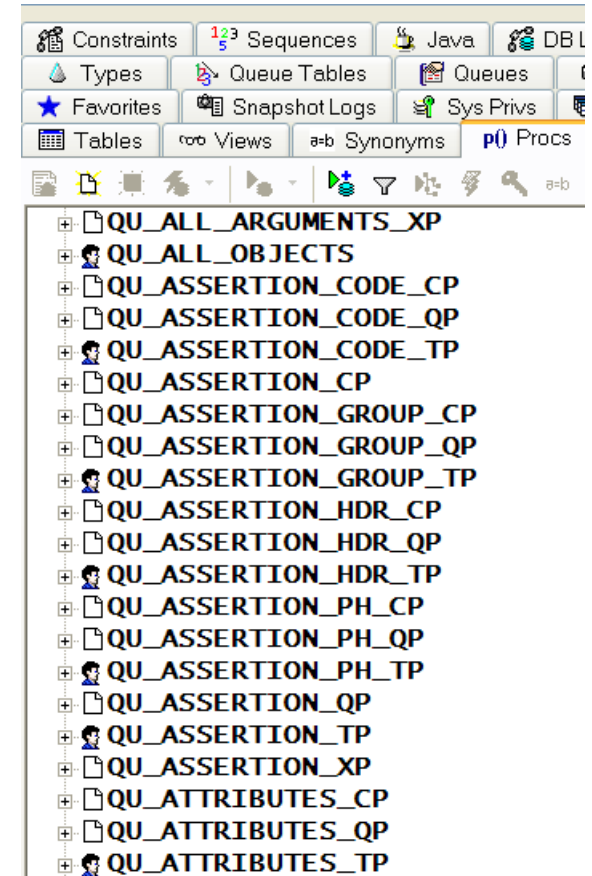 Constraints 123 5 Sequences Java DB L
Types Queue Tables Queues
Favorites Snapshot Logs Sys Privs
Tables Views a=b Synonyms P() Procs
a=b
QU_ALL_ARGUMENTS_XP
QU_ALL_OBJECTS
QU_ASSERTION_CODE_CP
QU_ASSERTION_CODE_QP
QU_ASSERTION_CODE_TP
QU_ASSERTION_CP
QU_ASSERTION_GROUP_CP
QU_ASSERTION_GROUP_QP
QU_ASSERTION_GROUP_TP
QU_ASSERTION_HDR_CP
QU_ASSERTION_HDR_QP
QU_ASSERTION_HDR_TP
QU_ASSERTION_PH_CP
QU_ASSERTION_PH_QP
QU_ASSERTION_PH_TP
QU_ASSERTION_QP
QU_ASSERTION_TP
QU_ASSERTION_XP
QU_ATTRIBUTES_CP
QU_ATTRIBUTES_QP
QU_ATTRIBUTES_TP